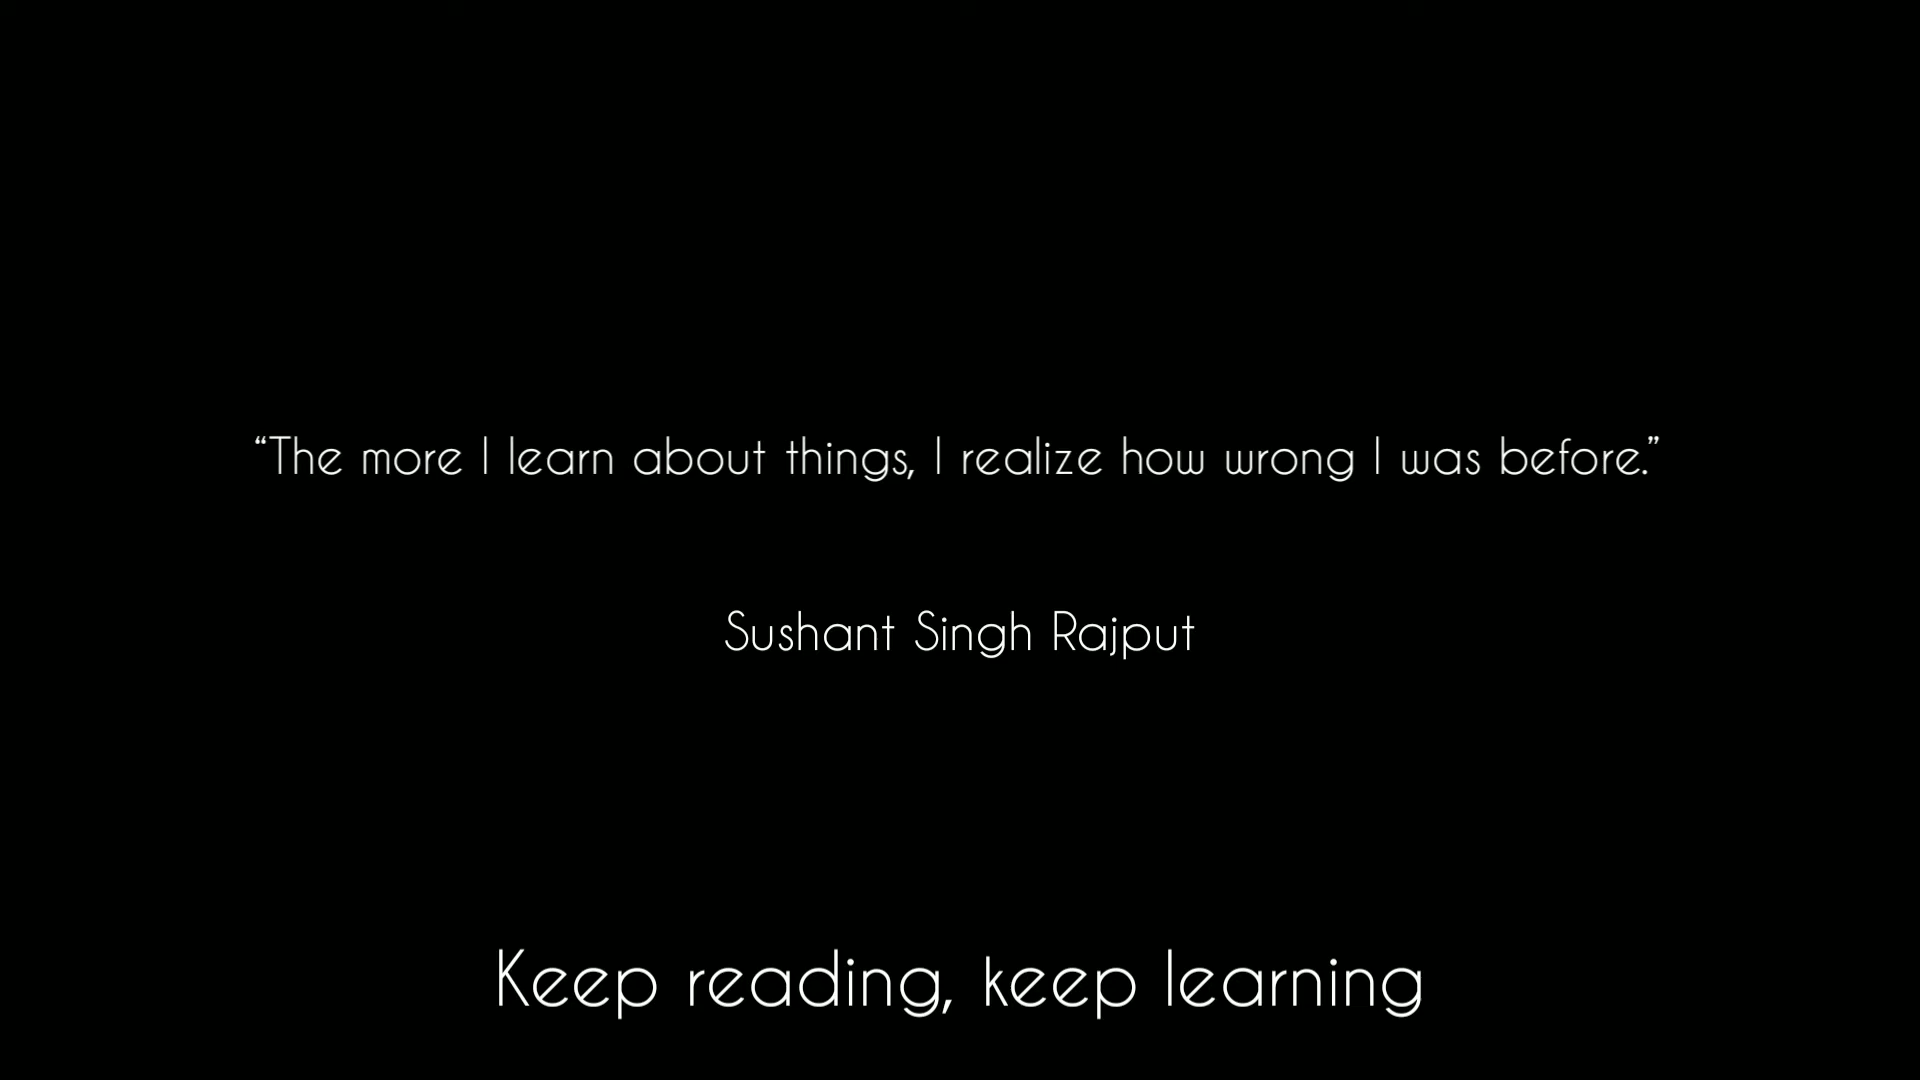 “The more I learn about things, I realize how wrong I was before.”
Sushant Singh Rajput
Keep reading, keep learning